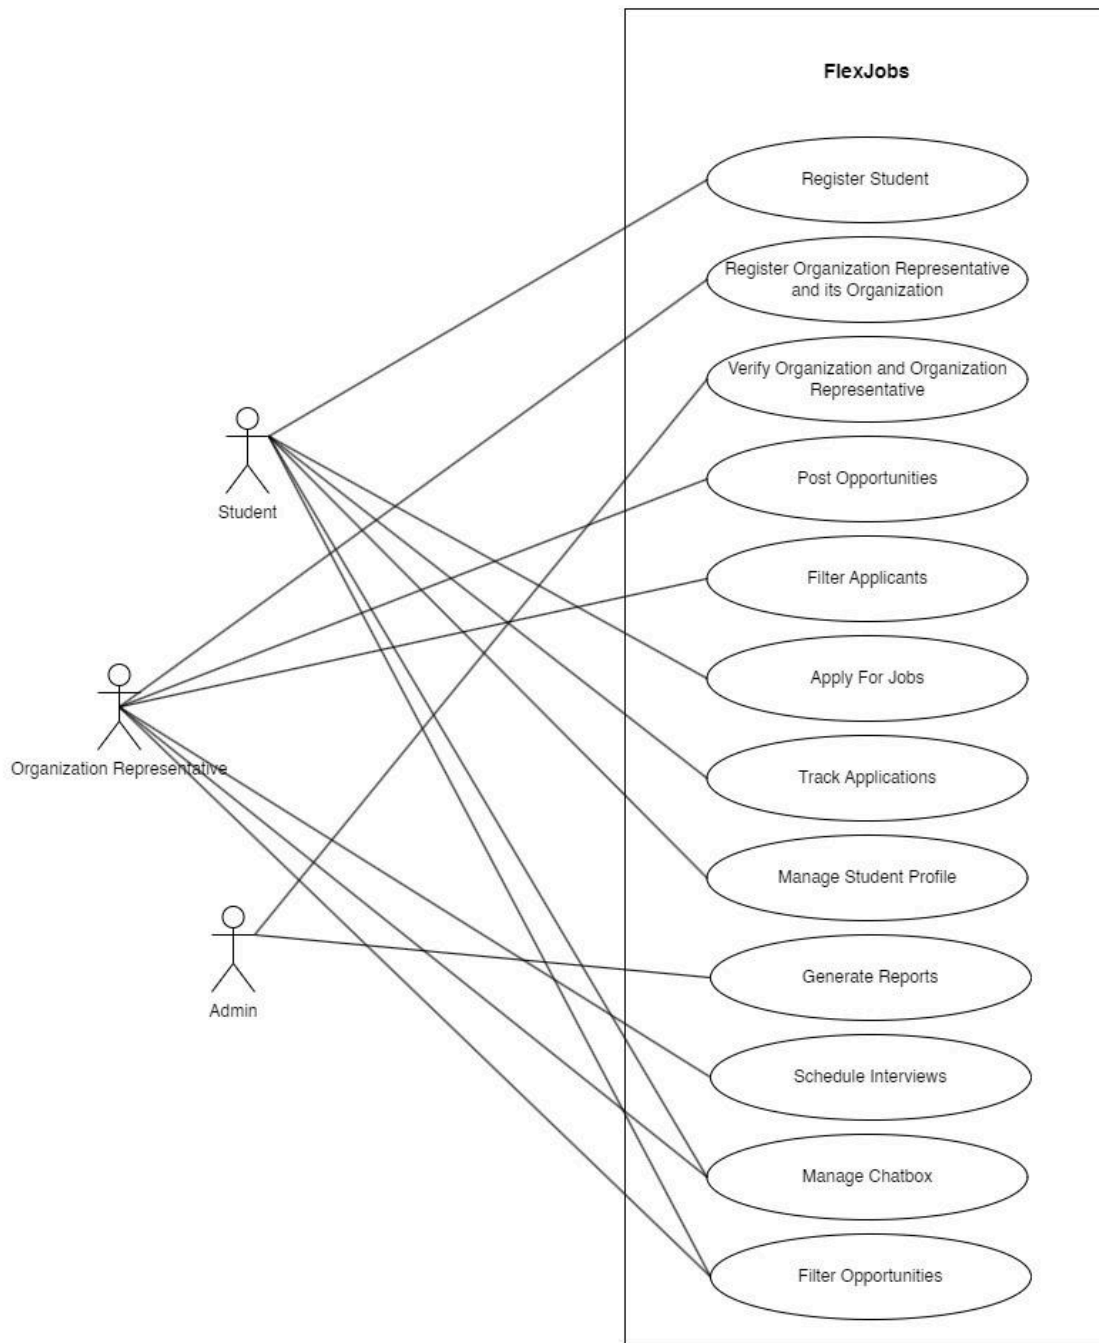 FlexJobs
Register Student
Register Organization Representative
and its Organization
Verify Organization and Organization
Representative
Student
Post Opportunities
Filter Applicants
Apply For Jobs
Organization Representative
Track Applications
Manage Student Profile
Generate Reports
Admin
Schedule Interviews
Manage Chatbox
Filter Opportunities